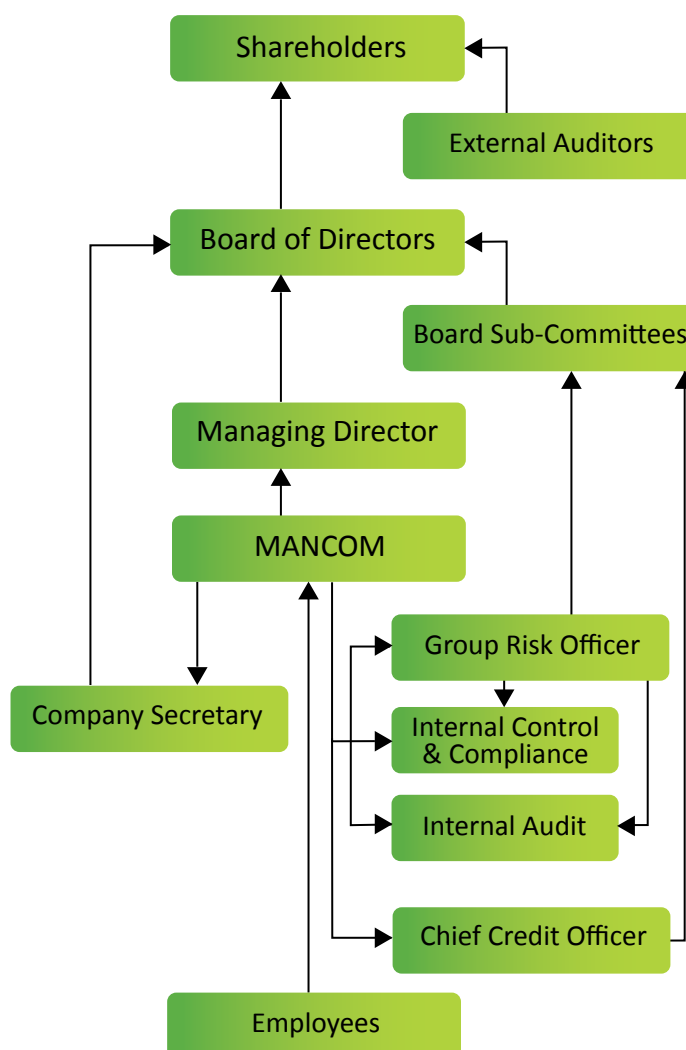 Shareholders
External Auditors
Board of Directors
Board Sub-Committees
Managing Director
MANCOM
Group Risk Officer
Company Secretary
Internal Control
& Compliance
Internal Audit
Chief Credit Officer
Employees